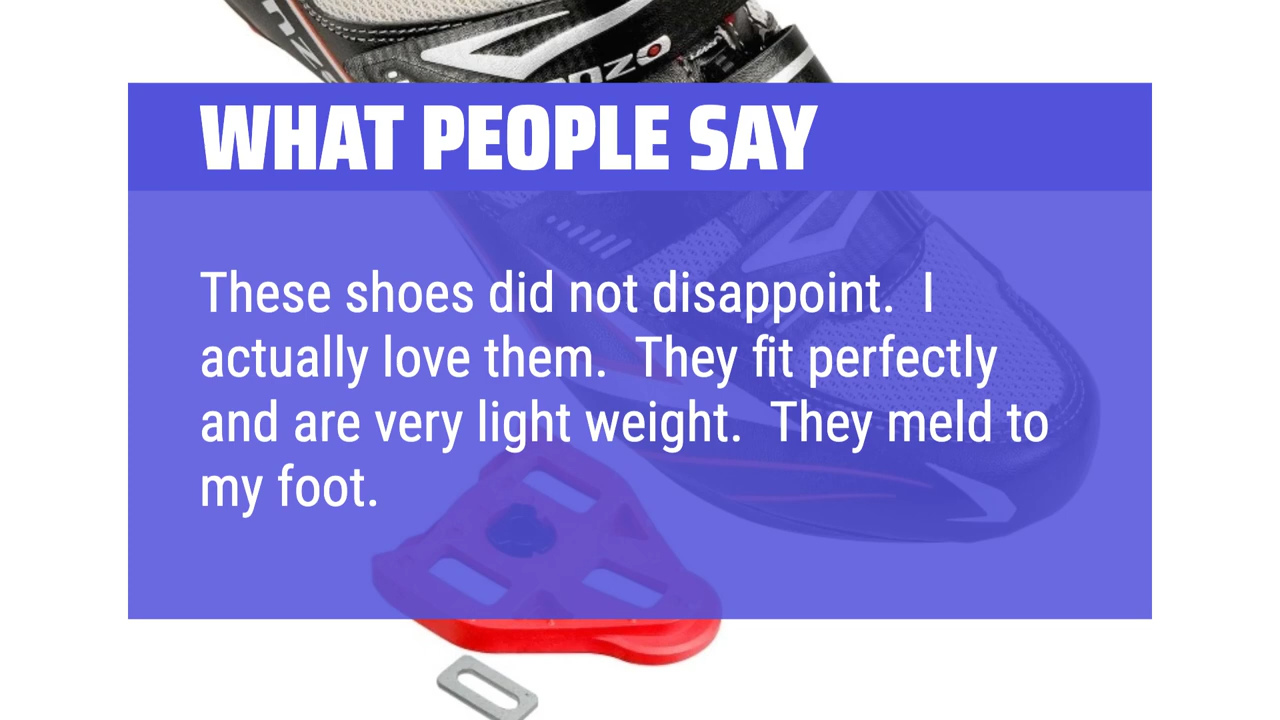 WHAT PEOPLE SAY
These shoes did not disappoint.  I
actually love them.  They fit perfectly
and are very light weight.  They meld to
my foot.